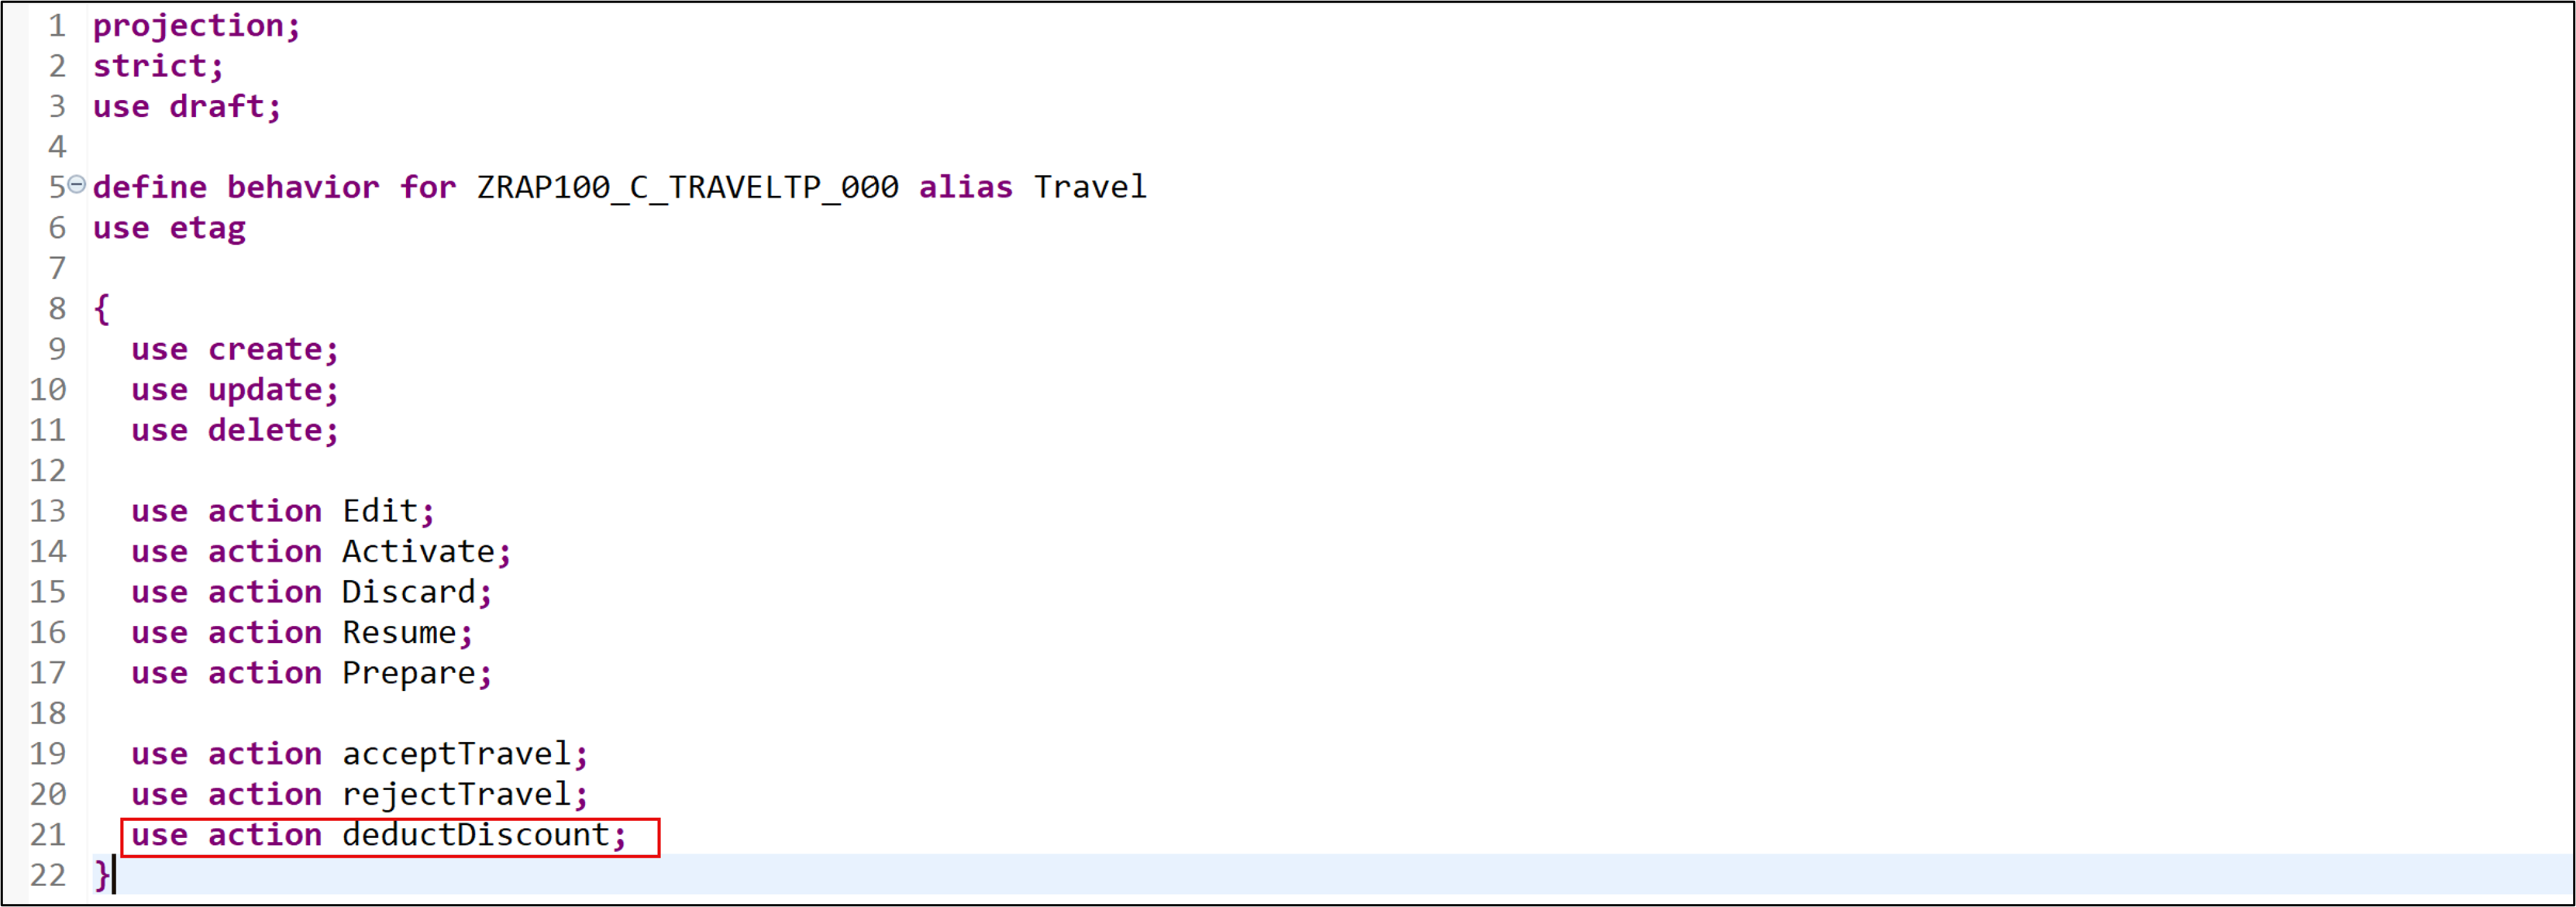 1 projection;
2 strict;
3 use draft;
4
5 define behavior for ZRAP100_C_TRAVELTP_000 alias Travel
6 use etag
7
8 {
9   use create;
10   use update;
11   use delete;
12
13   use action Edit;
14   use action Activate;
15   use action Discard;
16   use action Resume;
17   use action Prepare;
18
19   use action acceptTravel;
20   use action rejectTravel;
21   use action deductDiscount;
22 }